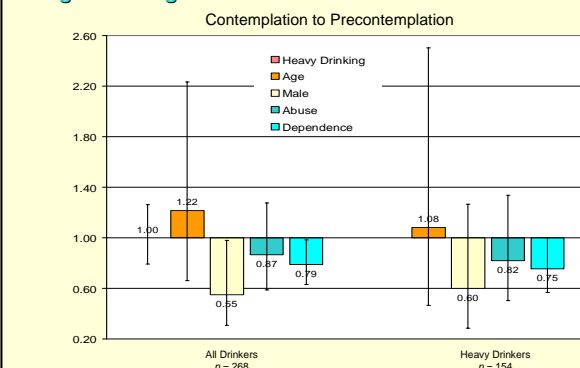 Contemplation to Precontemplation
2.60
2.20
1.80
1.40
1.00
0.60
0.20
Heavy Drinking
Age
Male
Abuse
Dependence
1.00
1.22
0.55
0.87
0.79
1.08
0.60
0.82
0.75
All Drinkers
n = 268
Heavy Drinkers
n = 154